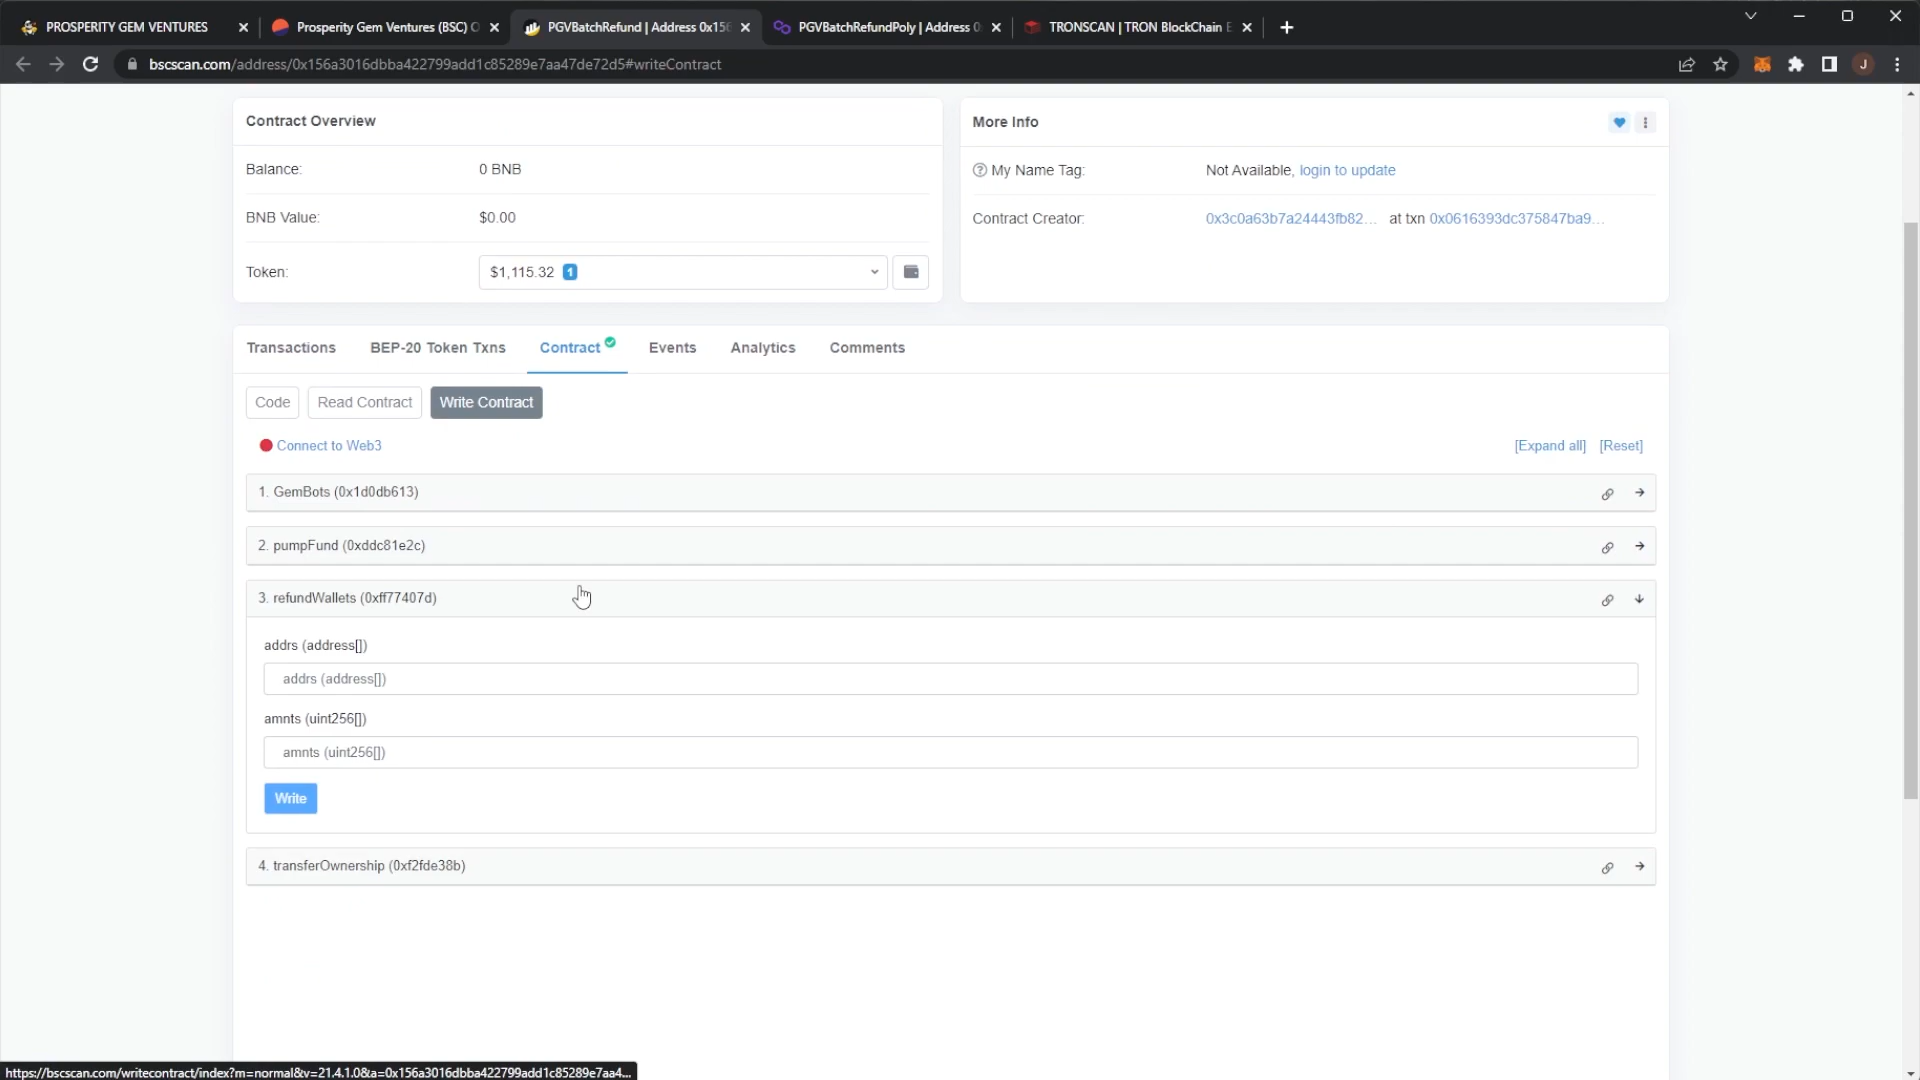 PROSPERITY GEM VENTURES
Prosperity Gem Ventures (BSC) O
PGVBatchRefund | Address 0x156
PGVBatchRefundPoly | Address 0
TRONSCAN | TRON BlockChain E
bscscan.com/address/0x156a3016dbba422799add1c85289e7aa47de72d5#writeContract
J
Contract Overview
Balance:
0 BNB
BNB Value:
$0.00
Token:
$1,115.32 1
More Info
My Name Tag:
Not Available, login to update
Contract Creator:
0x3c0a63b7a24443fb82... at txn 0x0616393dc375847ba9...
Transactions
BEP-20 Token Txns
Contract
Events
Analytics
Comments
Code
Read Contract
Write Contract
Connect to Web3
[Expand all] [Reset]
1. GemBots (0x1d0db613)
2. pumpFund (0xddc81e2c)
3. refundWallets (0xff77407d)
addrs (address[])
addrs (address[])
amnts (uint256[])
amnts (uint256[])
Write
4. transferOwnership (0xf2fde38b)
https://bscscan.com/writecontract/index?m=normal&v=21.4.1.0&a=0x156a3016dbba422799add1c85289e7aa4...